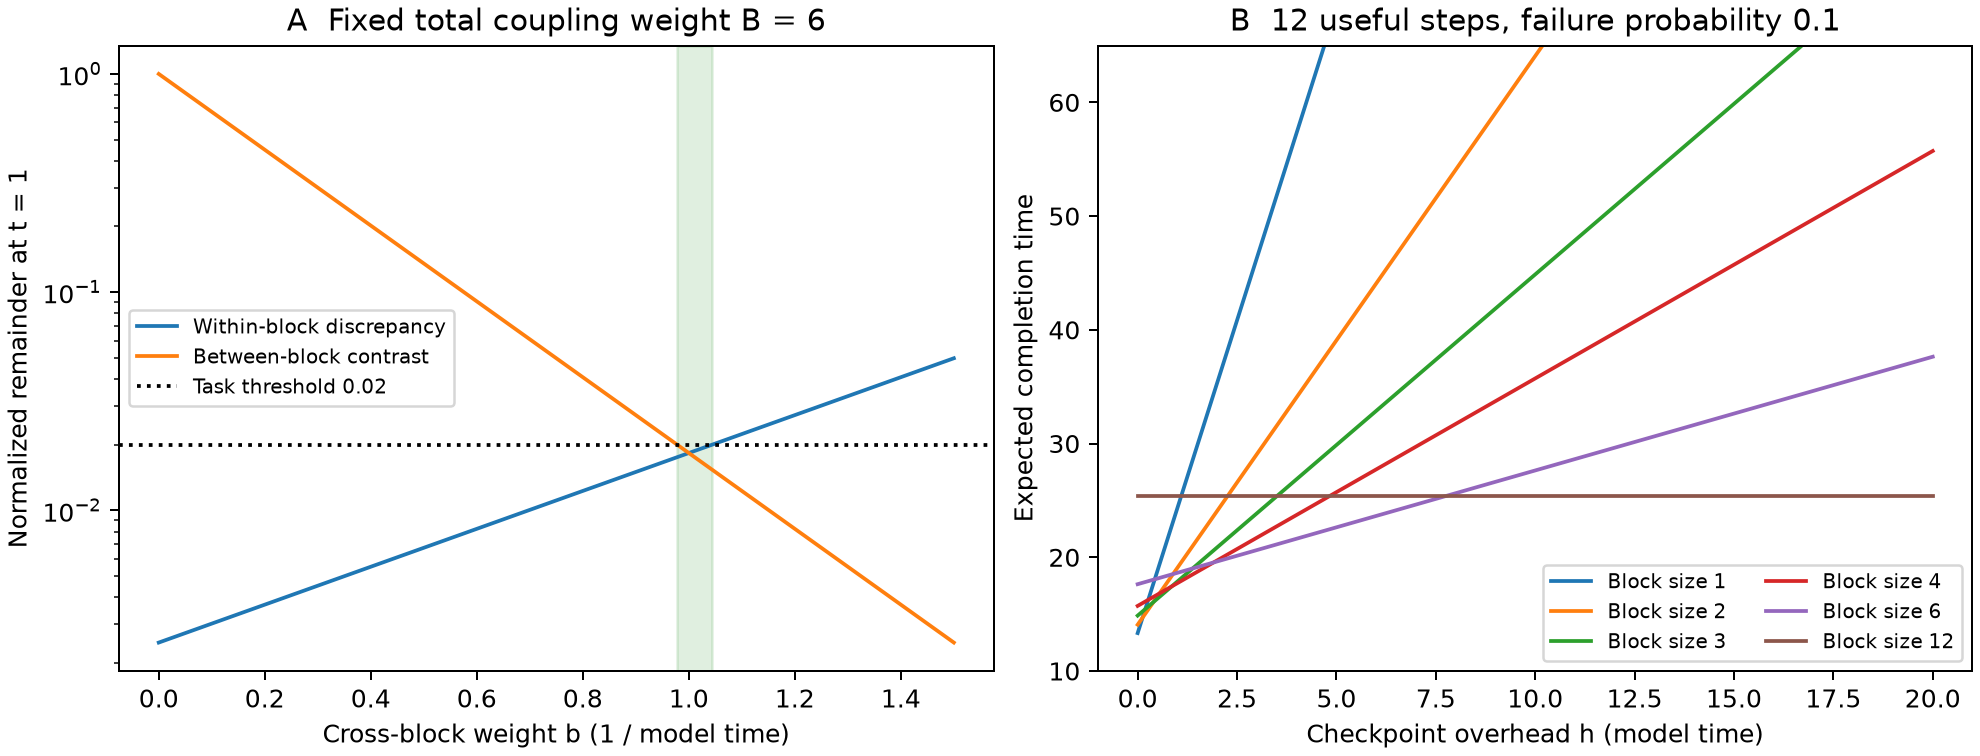 A  Fixed total coupling weight B = 6
Normalized remainder at t = 1
10⁰
10⁻¹
10⁻²
Within-block discrepancy
Between-block contrast
Task threshold 0.02
0.0 0.2 0.4 0.6 0.8 1.0 1.2 1.4
Cross-block weight b (1 / model time)
B  12 useful steps, failure probability 0.1
Expected completion time
60
50
40
30
20
10
Block size 1
Block size 2
Block size 3
Block size 4
Block size 6
Block size 12
0.0 2.5 5.0 7.5 10.0 12.5 15.0 17.5 20.0
Checkpoint overhead h (model time)